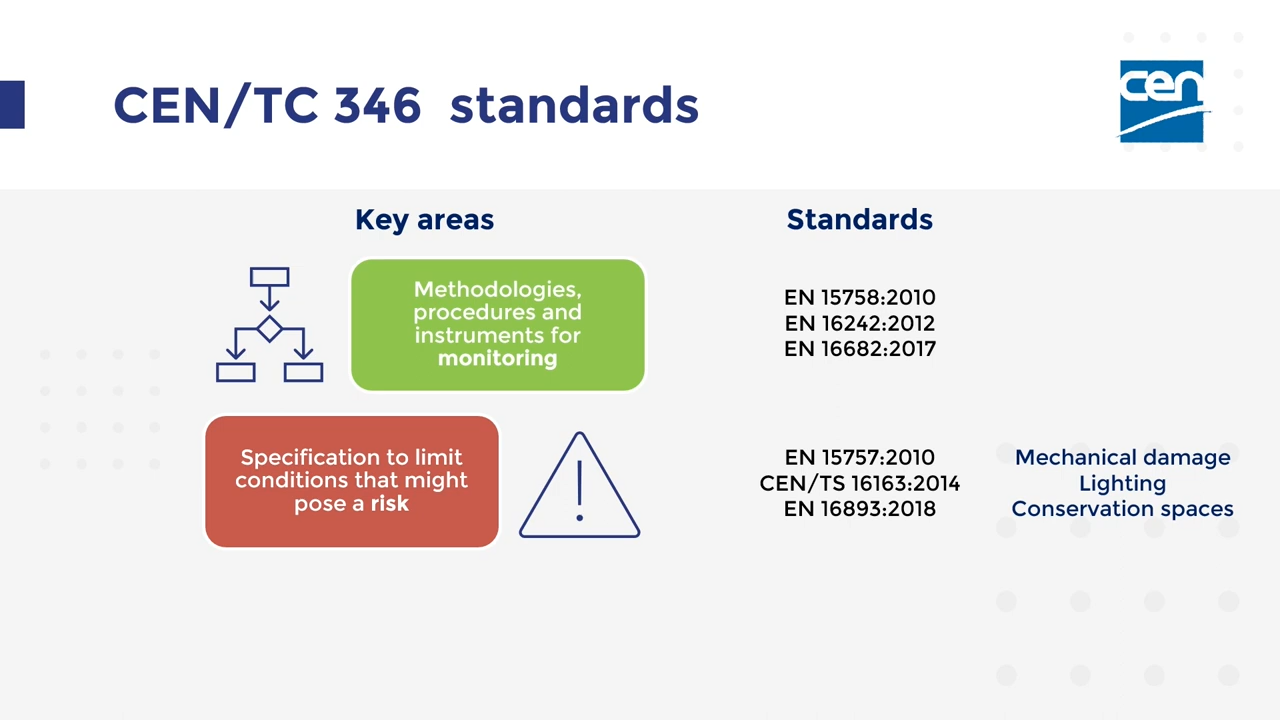 CEN/TC 346 standards
cen
Key areas
Standards
Methodologies,
procedures and
instruments for
monitoring
EN 15758:2010
EN 16242:2012
EN 16682:2017
Specification to limit
conditions that might
pose a risk
EN 15757:2010
CEN/TS 16163:2014
EN 16893:2018
Mechanical damage
Lighting
Conservation spaces